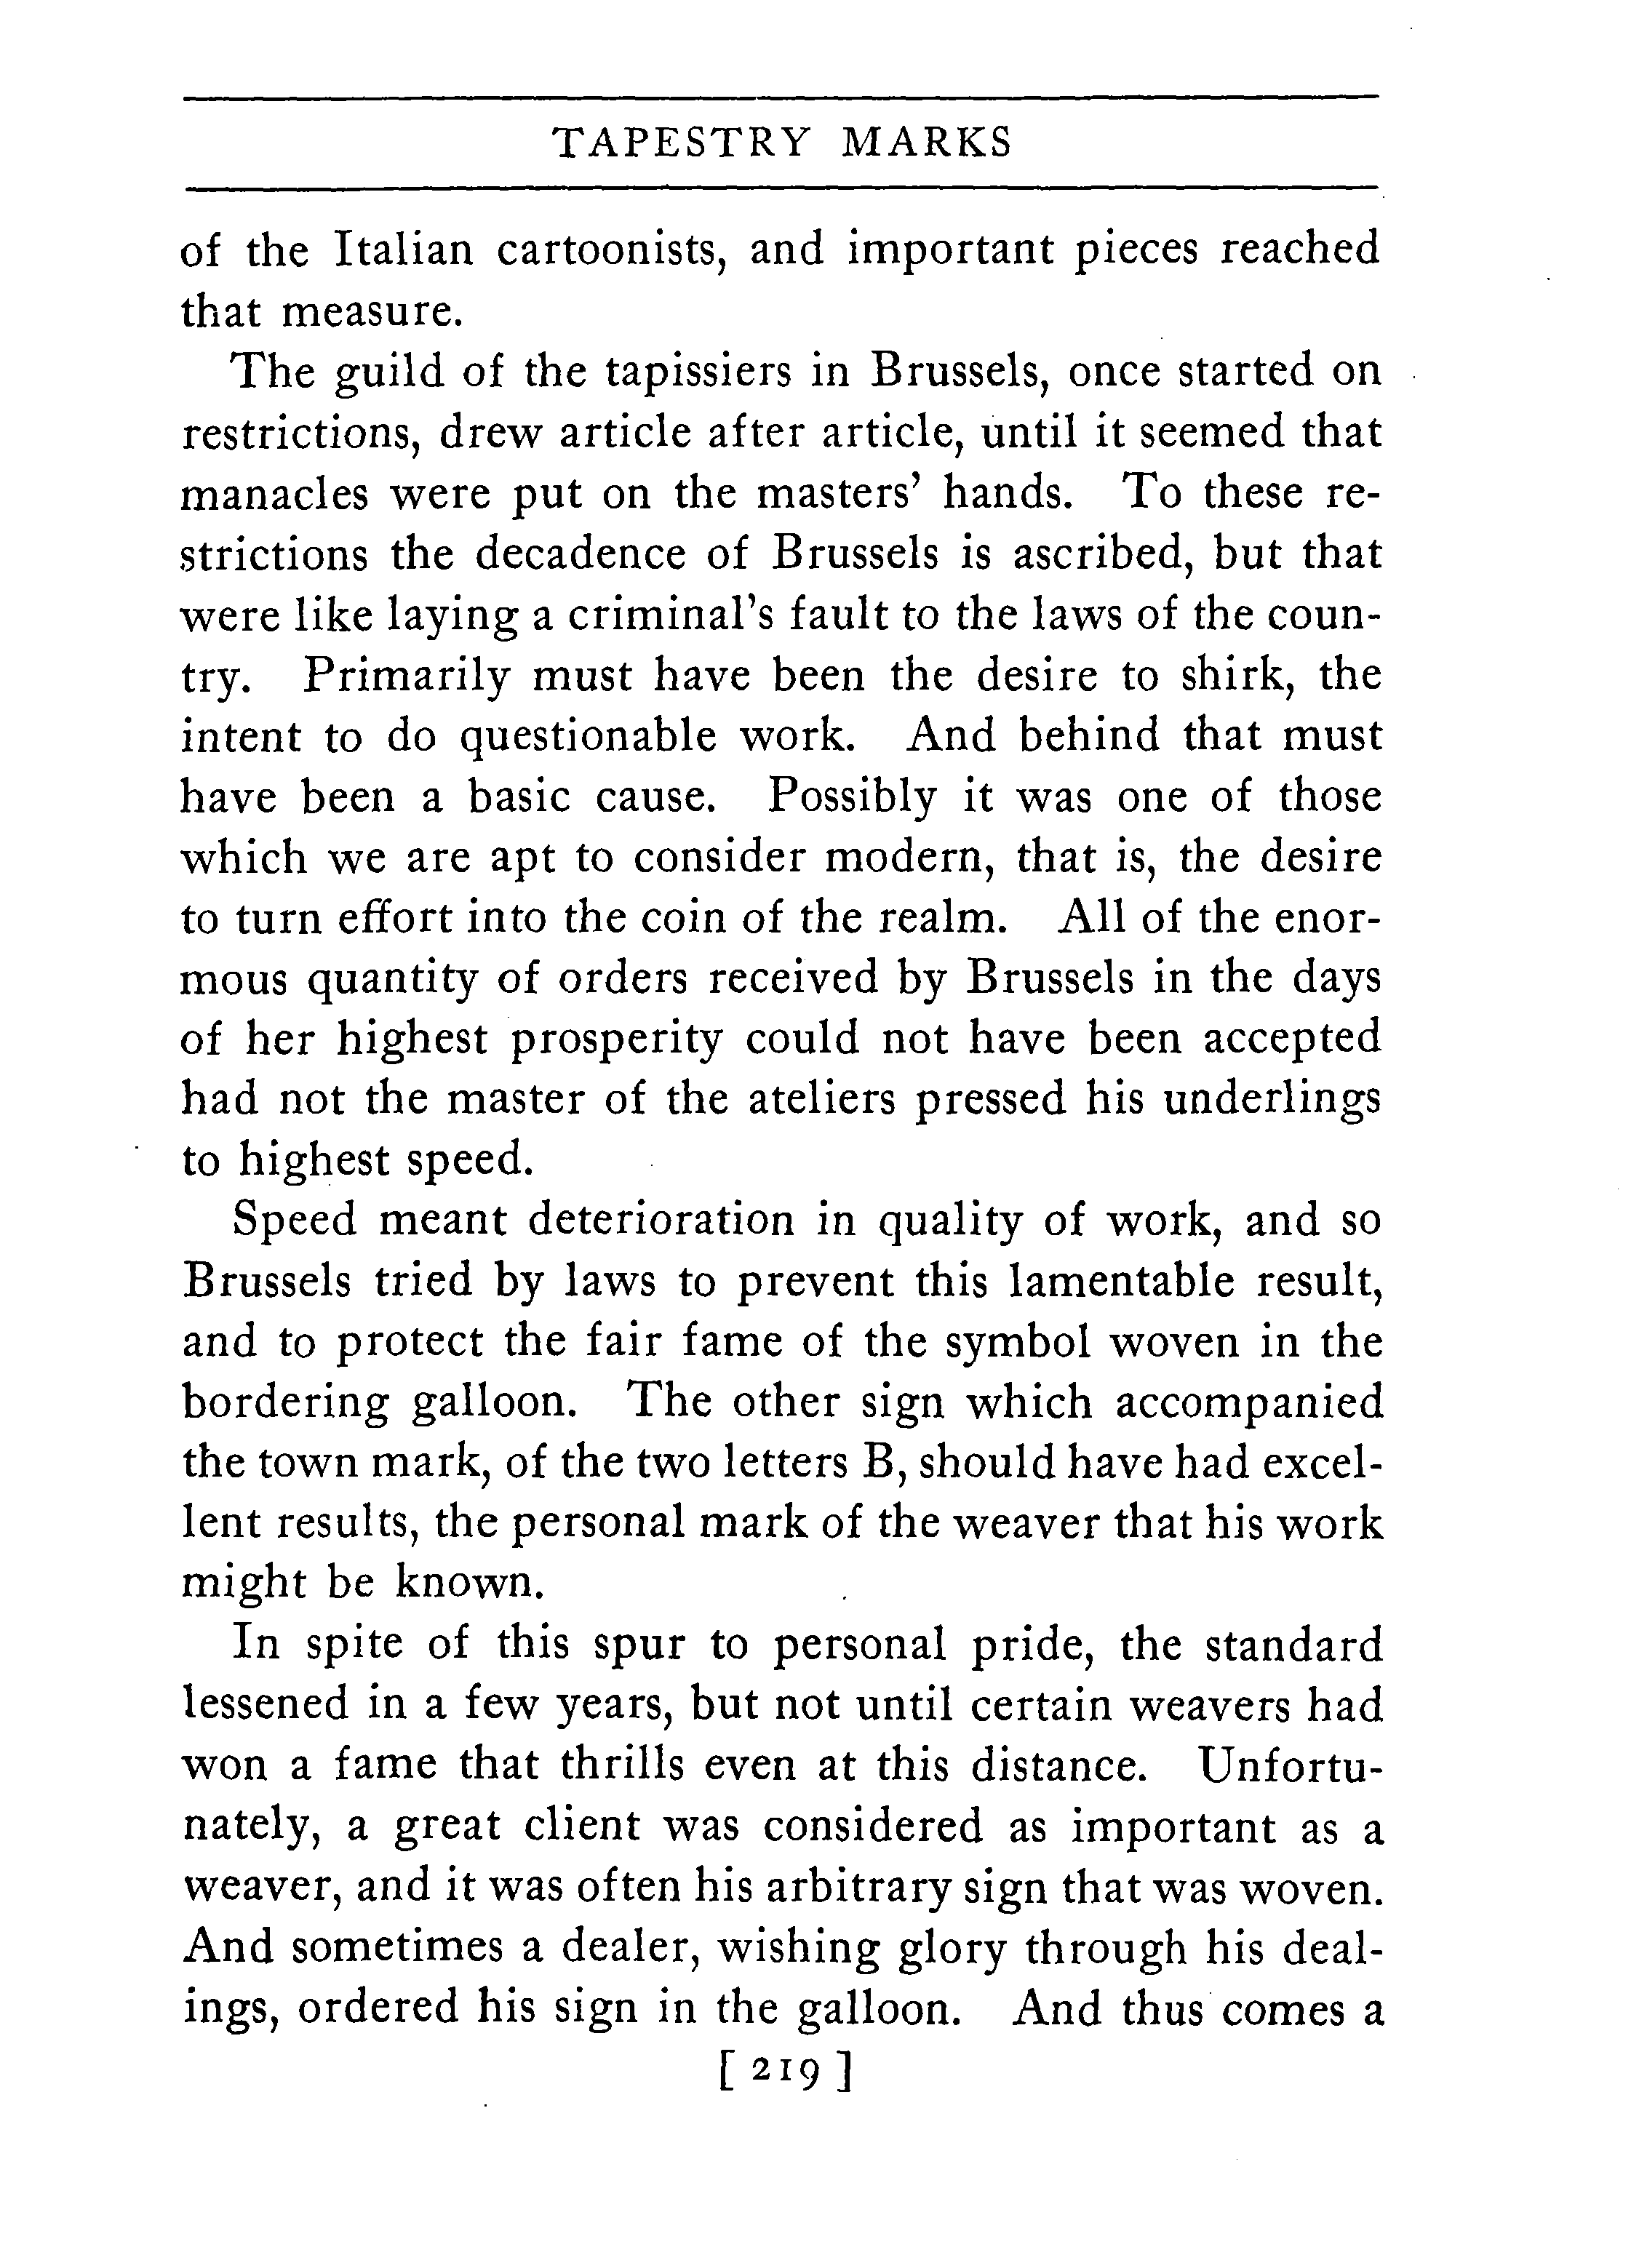 TAPESTRY MARKS
of the Italian cartoonists, and important pieces reached
that measure.
The guild of the tapissiers in Brussels, once started on
restrictions, drew article after article, until it seemed that
manacles were put on the masters' hands. To these re-
strictions the decadence of Brussels is ascribed, but that
were like laying a criminal's fault to the laws of the coun-
try. Primarily must have been the desire to shirk, the
intent to do questionable work. And behind that must
have been a basic cause. Possibly it was one of those
which we are apt to consider modern, that is, the desire
to turn effort into the coin of the realm. All of the enor-
mous quantity of orders received by Brussels in the days
of her highest prosperity could not have been accepted
had not the master of the ateliers pressed his underlings
to highest speed.
Speed meant deterioration in quality of work, and so
Brussels tried by laws to prevent this lamentable result,
and to protect the fair fame of the symbol woven in the
bordering galloon. The other sign which accompanied
the town mark, of the two letters B, should have had excel-
lent results, the personal mark of the weaver that his work
might be known.
In spite of this spur to personal pride, the standard
lessened in a few years, but not until certain weavers had
won a fame that thrills even at this distance. Unfortu-
nately, a great client was considered as important as a
weaver, and it was often his arbitrary sign that was woven.
And sometimes a dealer, wishing glory through his deal-
ings, ordered his sign in the galloon. And thus comes a
[ 219 ]